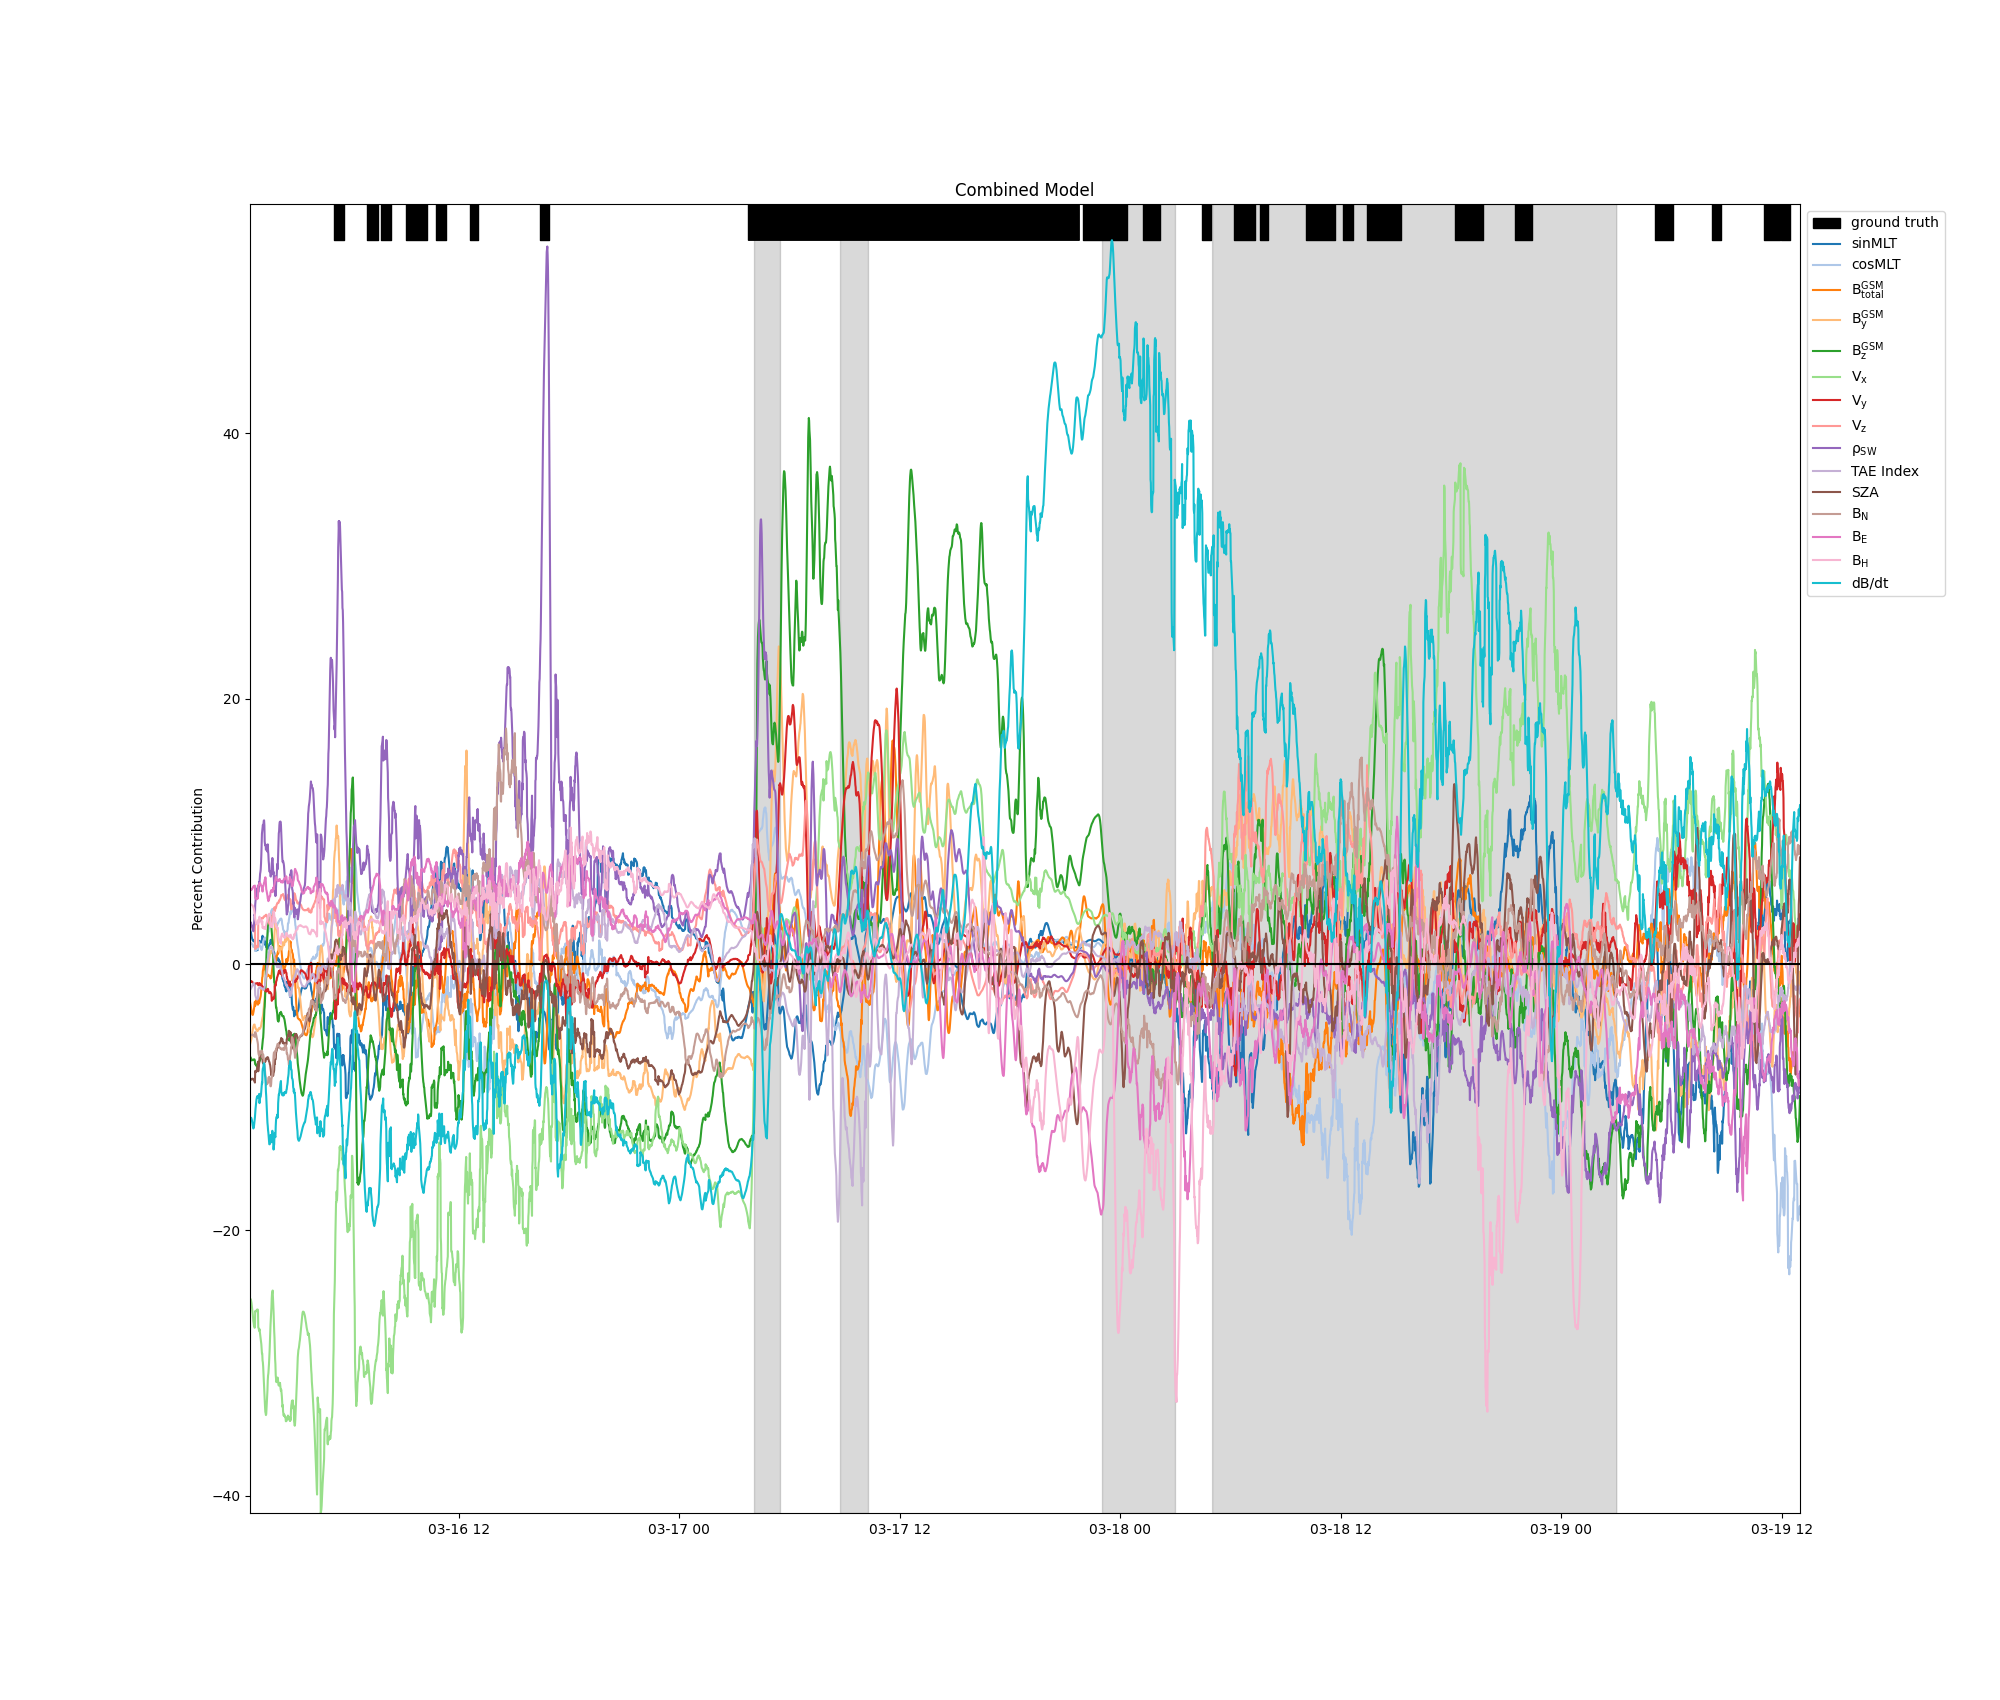 Combined Model
Percent Contribution
40
20
0
−20
−40
03-16 12
03-17 00
03-17 12
03-18 00
03-18 12
03-19 00
03-19 12
ground truth
sinMLT
cosMLT
B_total^GSM
B_y^GSM
B_z^GSM
V_x
V_y
V_z
ρ_SW
TAE Index
SZA
B_N
B_E
B_H
dB/dt